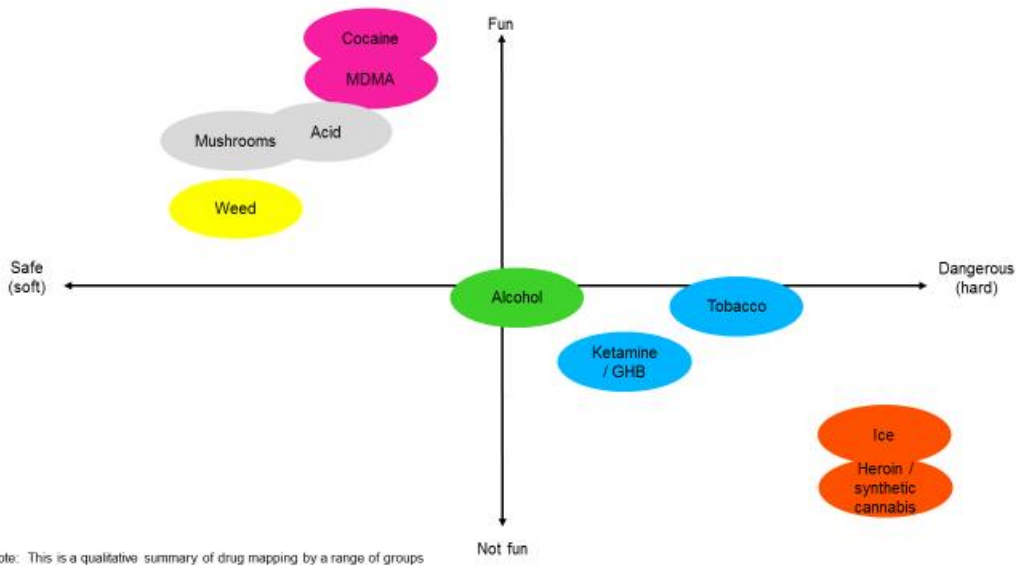 Fun
Cocaine
MDMA
Acid
Mushrooms
Weed
Safe
(soft)
Dangerous
(hard)
Alcohol
Tobacco
Ketamine
/ GHB
Ice
Heroin /
synthetic
cannabis
Not fun
ote: This is a qualitative summary of drug mapping by a range of groups